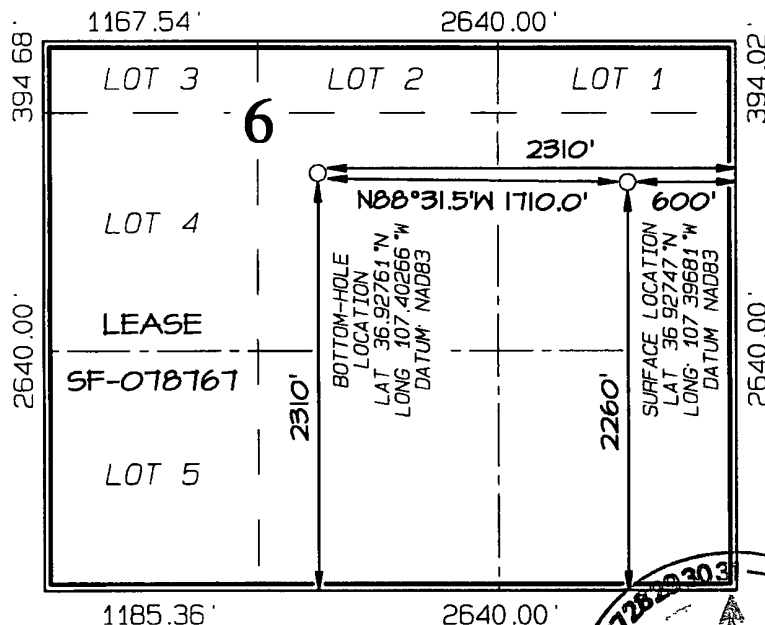 1167.54'
2640.00'
394.68'
394.02'
LOT 3
LOT 2
LOT 1
6
2310'
N88°31.5'W 1710.0'
600'
LOT 4
BOTTOM-HOLE
LOCATION
LAT 36.92761°N
LONG 107.40266°W
DATUM NAD83
SURFACE LOCATION
LAT 36.92747°N
LONG 107.39681°W
DATUM NAD83
LEASE
SF-078767
2640.00'
2640.00'
2310'
2260'
LOT 5
1185.36'
2640.00'
728293031